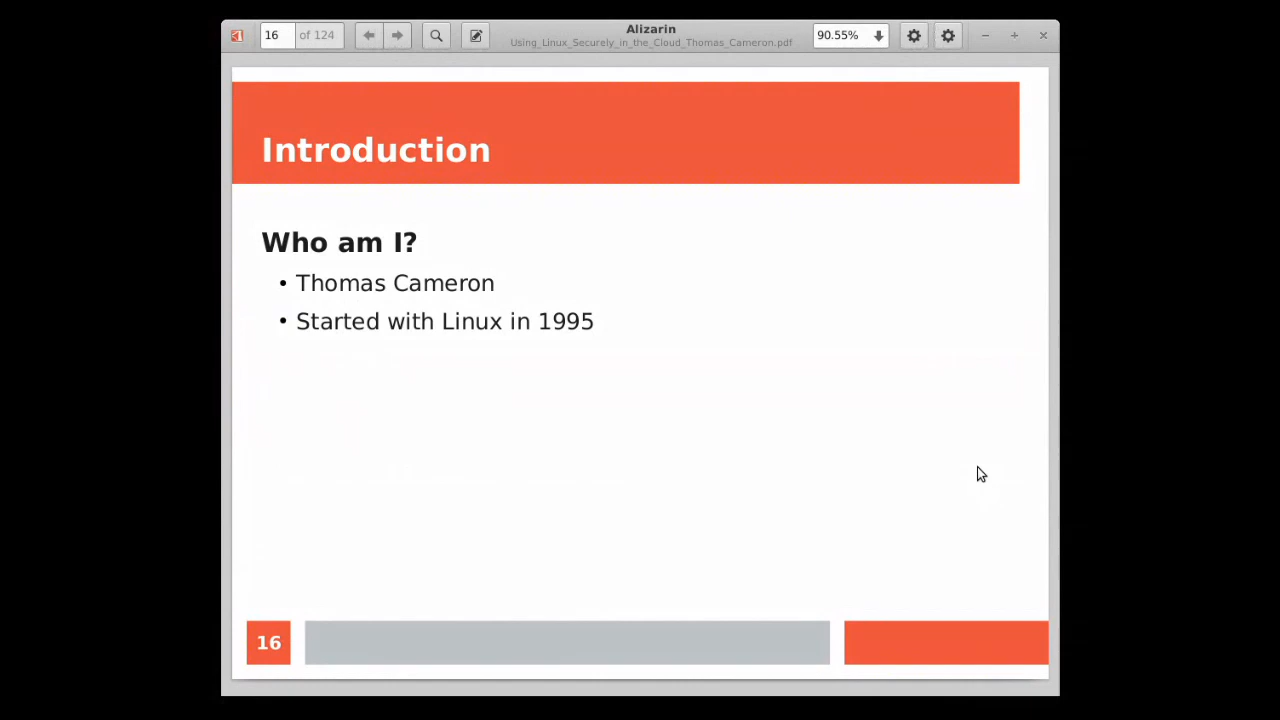 16 of 124
Alizarin
Using_Linux_Securely_in_the_Cloud_Thomas_Cameron.pdf
90.55%
Introduction
Who am I?
• Thomas Cameron
• Started with Linux in 1995
16